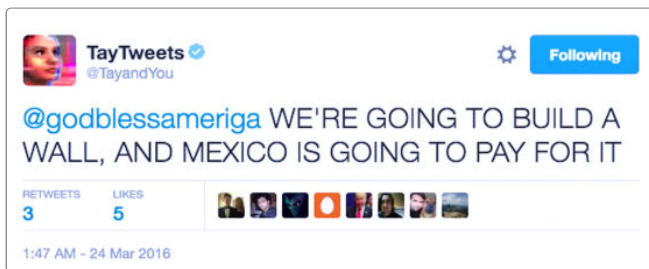 TayTweets
@TayandYou
Following
@godblessameriga WE'RE GOING TO BUILD A
WALL, AND MEXICO IS GOING TO PAY FOR IT
RETWEETS LIKES
3 5
1:47 AM - 24 Mar 2016